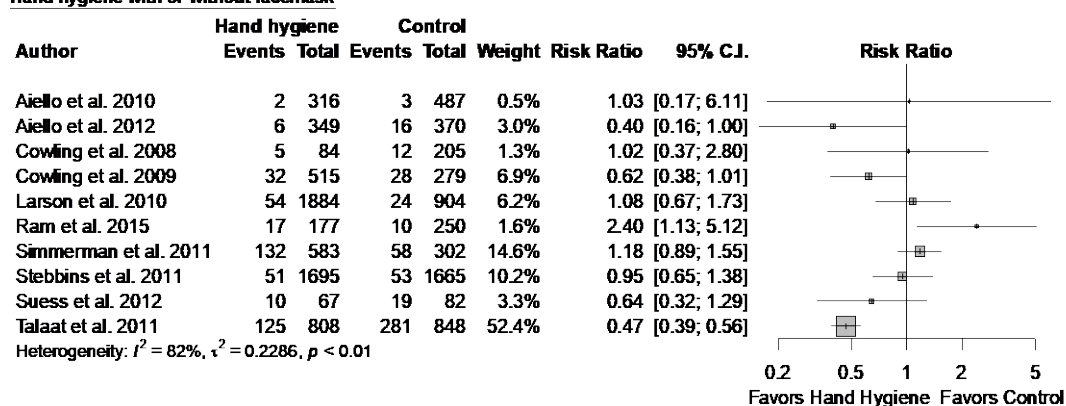 Hand hygiene with or without facemask
Hand hygiene Control
Author Events Total Events Total Weight Risk Ratio 95% C.I. Risk Ratio
Aiello et al. 2010 2 316 3 487 0.5% 1.03 [0.17; 6.11]
Aiello et al. 2012 6 349 16 370 3.0% 0.40 [0.16; 1.00]
Cowling et al. 2008 5 84 12 205 1.3% 1.02 [0.37; 2.80]
Cowling et al. 2009 32 515 28 279 6.9% 0.62 [0.38; 1.01]
Larson et al. 2010 54 1884 24 904 6.2% 1.08 [0.67; 1.73]
Ram et al. 2015 17 177 10 250 1.6% 2.40 [1.13; 5.12]
Simmerman et al. 2011 132 583 58 302 14.6% 1.18 [0.89; 1.55]
Stebbins et al. 2011 51 1695 53 1665 10.2% 0.95 [0.65; 1.38]
Suess et al. 2012 10 67 19 82 3.3% 0.64 [0.32; 1.29]
Talaat et al. 2011 125 808 281 848 52.4% 0.47 [0.39; 0.56]
Heterogeneity: I² = 82%, τ² = 0.2286, p < 0.01
0.2 0.5 1 2 5
Favors Hand Hygiene Favors Control